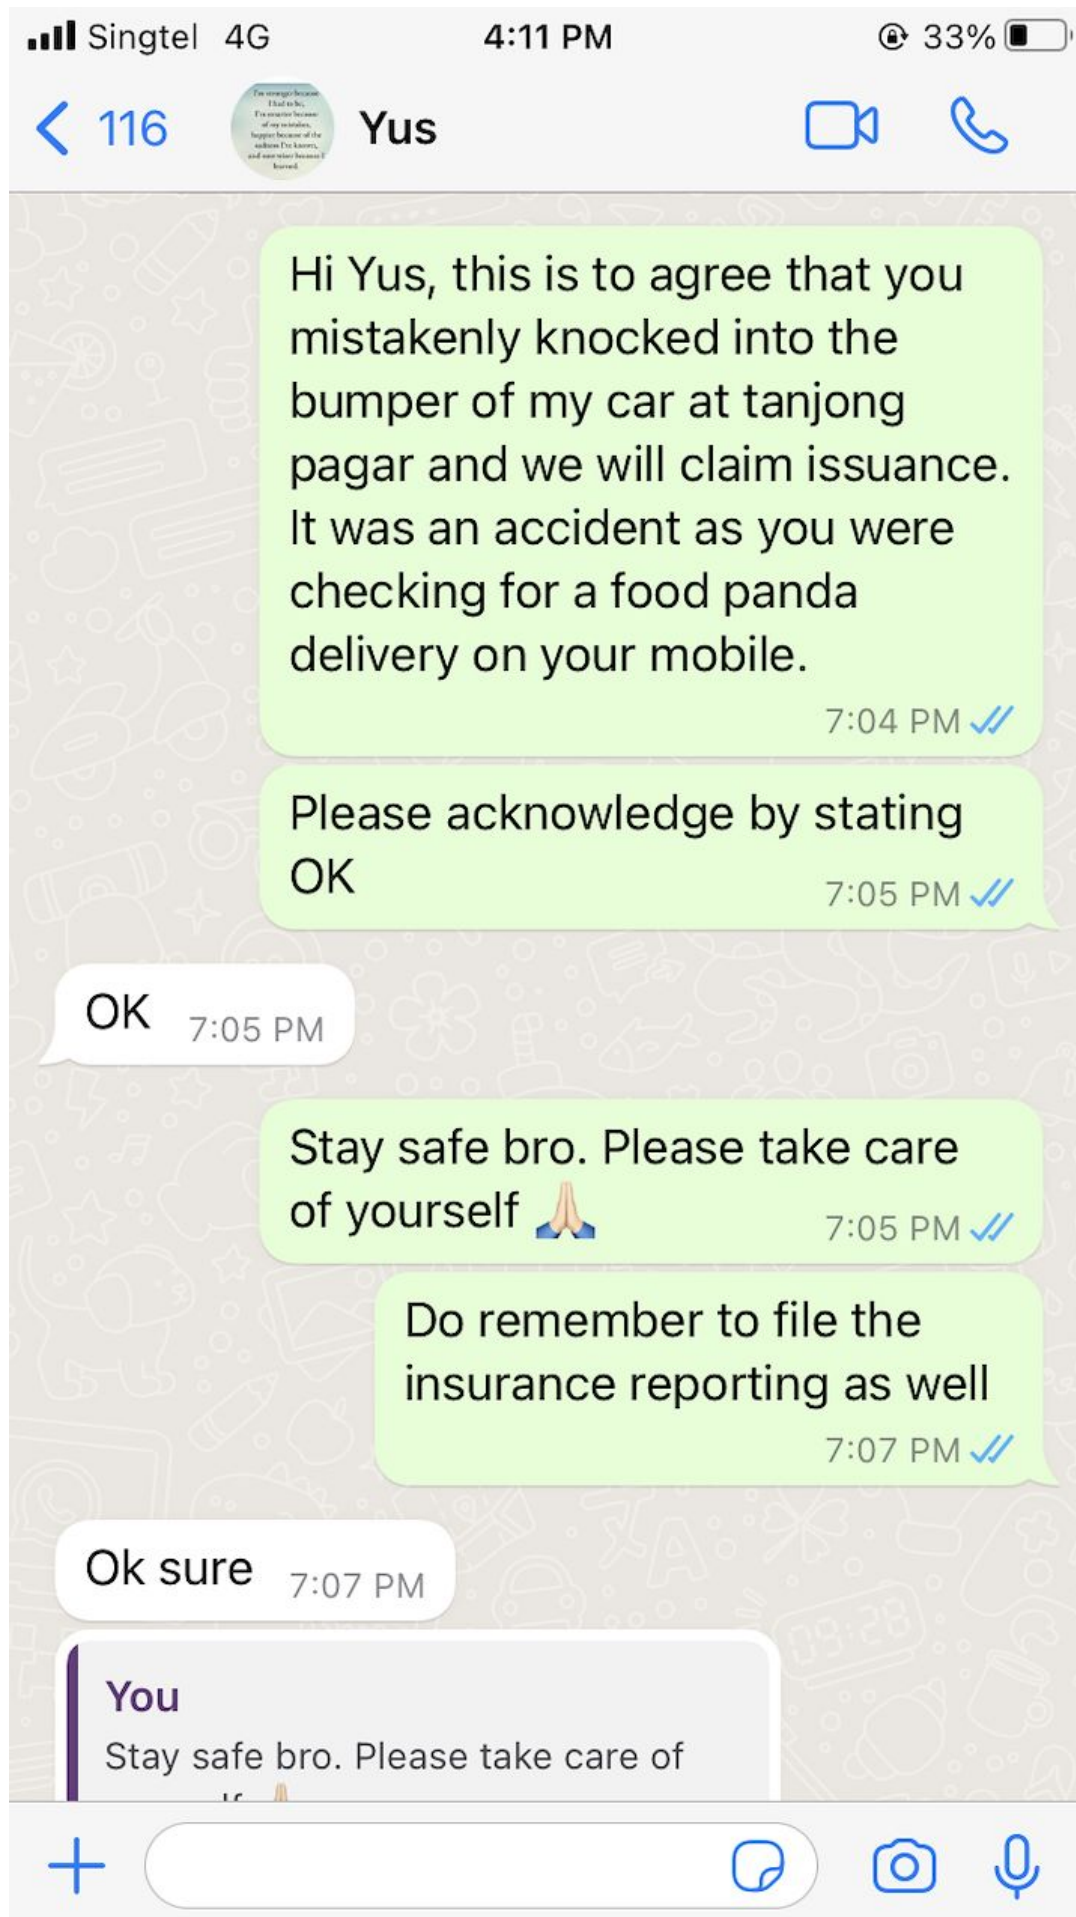 Singtel 4G 4:11 PM 33%
116 Yus
Hi Yus, this is to agree that you
mistakenly knocked into the
bumper of my car at tanjong
pagar and we will claim issuance.
It was an accident as you were
checking for a food panda
delivery on your mobile.
7:04 PM
Please acknowledge by stating
OK
7:05 PM
OK 7:05 PM
Stay safe bro. Please take care
of yourself 🙏🏻 7:05 PM
Do remember to file the
insurance reporting as well
7:07 PM
Ok sure 7:07 PM
You
Stay safe bro. Please take care of